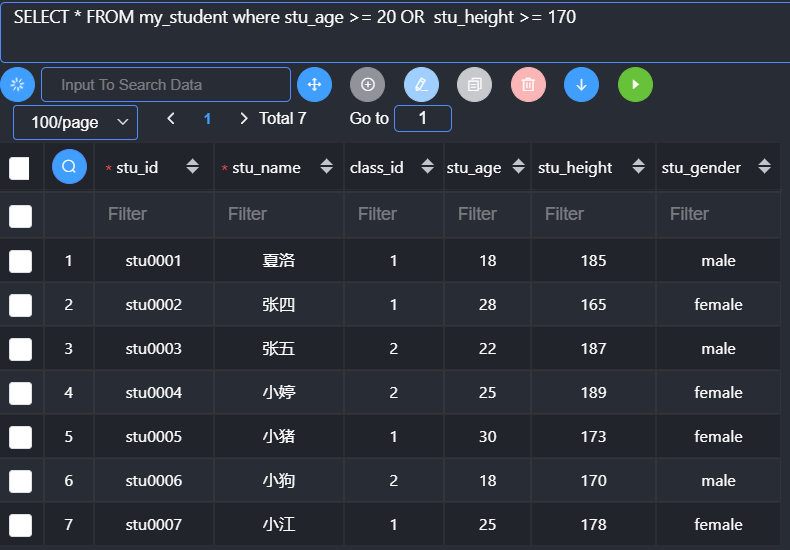 SELECT * FROM my_student where stu_age >= 20 OR  stu_height >= 170
Input To Search Data
100/page 1 Total 7 Go to 1
* stu_id * stu_name class_id stu_age stu_height stu_gender
Filter Filter Filter Filter Filter Filter
1 stu0001 夏洛 1 18 185 male
2 stu0002 张四 1 28 165 female
3 stu0003 张五 2 22 187 male
4 stu0004 小婷 2 25 189 female
5 stu0005 小猪 1 30 173 female
6 stu0006 小狗 2 18 170 male
7 stu0007 小江 1 25 178 female